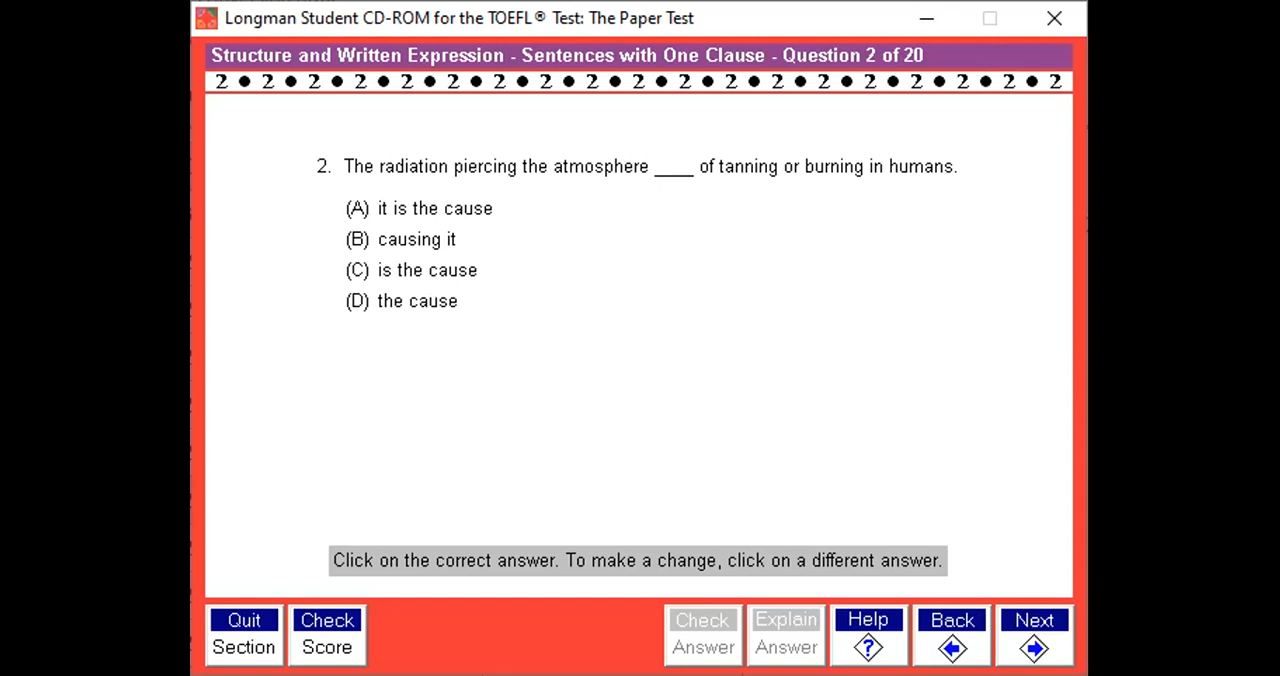 Longman Student CD-ROM for the TOEFL® Test: The Paper Test
Structure and Written Expression - Sentences with One Clause - Question 2 of 20
2 ● 2 ● 2 ● 2 ● 2 ● 2 ● 2 ● 2 ● 2 ● 2 ● 2 ● 2 ● 2 ● 2 ● 2 ● 2 ● 2 ● 2 ● 2
2. The radiation piercing the atmosphere ____ of tanning or burning in humans.
(A) it is the cause
(B) causing it
(C) is the cause
(D) the cause
Click on the correct answer. To make a change, click on a different answer.
Quit Check Check Explain Help Back Next
Section Score Answer Answer ?